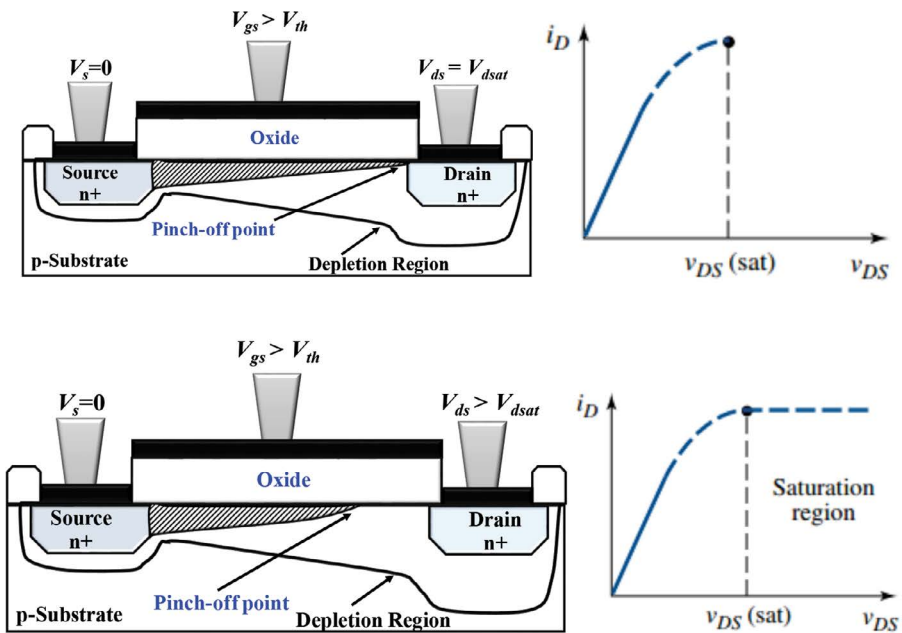 V_gs > V_th
V_s=0
V_ds = V_dsat
Oxide
Source
n+
Drain
n+
Pinch-off point
Depletion Region
p-Substrate
i_D
v_DS (sat)
v_DS
V_gs > V_th
V_s=0
V_ds > V_dsat
Oxide
Source
n+
Drain
n+
Pinch-off point
Depletion Region
p-Substrate
i_D
Saturation
region
v_DS (sat)
v_DS